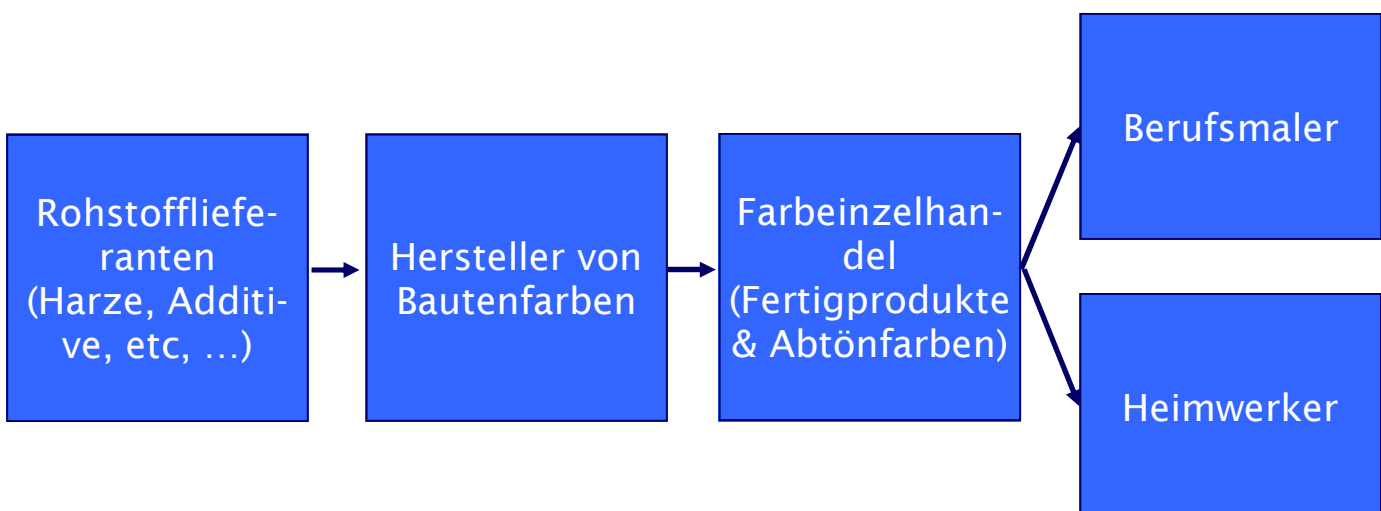 Rohstoffliefe-
ranten
(Harze, Additi-
ve, etc, …)
Hersteller von
Bautenfarben
Farbeinzelhan-
del
(Fertigprodukte
& Abtönfarben)
Berufsmaler
Heimwerker